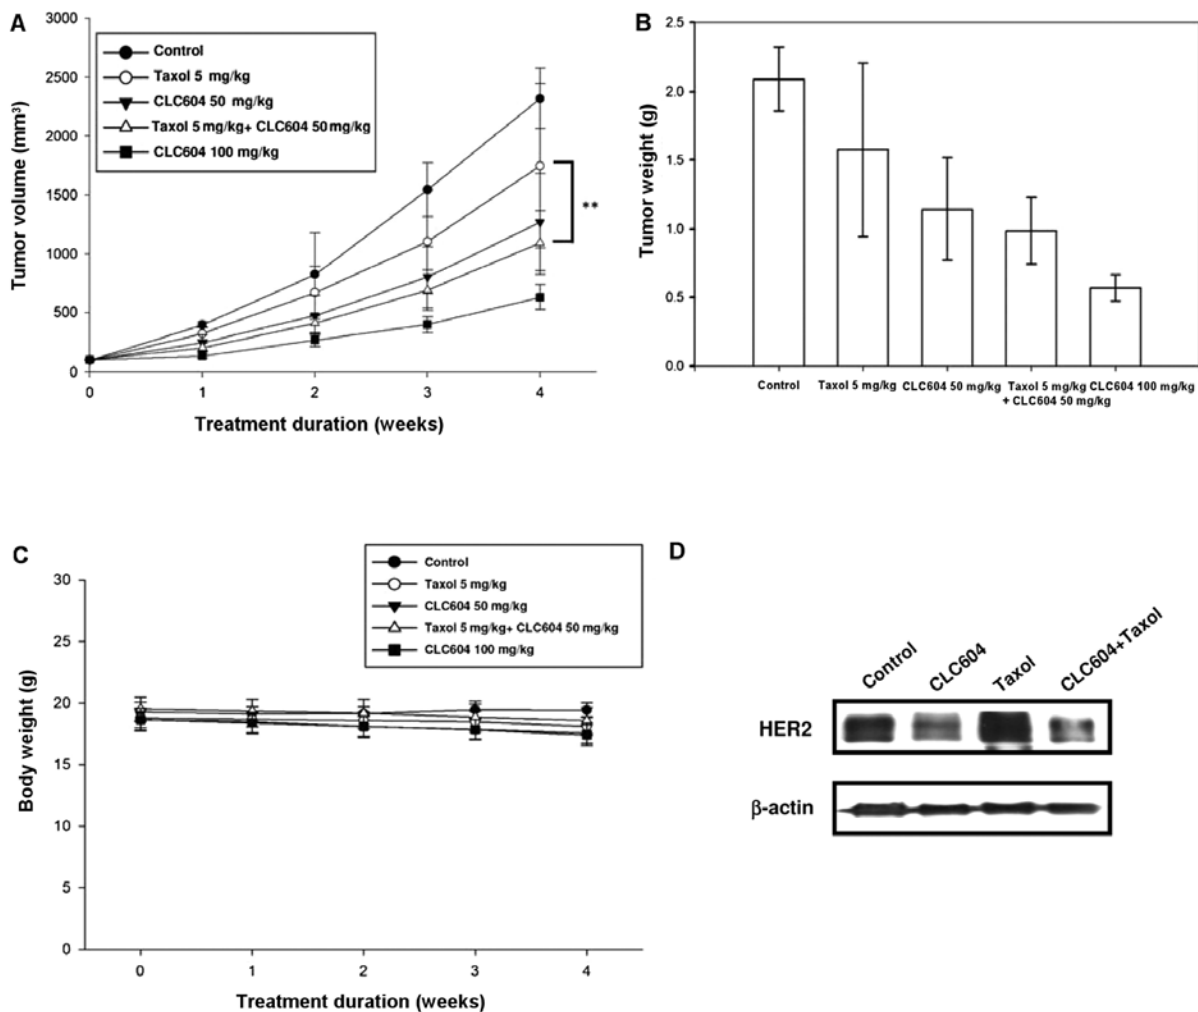 A
3000
2500
2000
1500
1000
500
0
Tumor volume (mm³)
Control
Taxol 5 mg/kg
CLC604 50 mg/kg
Taxol 5 mg/kg+ CLC604 50 mg/kg
CLC604 100 mg/kg
**
0 1 2 3 4
Treatment duration (weeks)
B
2.5
2.0
1.5
1.0
0.5
0.0
Tumor weight (g)
Control Taxol 5 mg/kg CLC604 50 mg/kg Taxol 5 mg/kg CLC604 100 mg/kg
+ CLC604 50 mg/kg
C
30
25
20
15
10
5
0
Body weight (g)
Control
Taxol 5 mg/kg
CLC604 50 mg/kg
Taxol 5 mg/kg+ CLC604 50 mg/kg
CLC604 100 mg/kg
0 1 2 3 4
Treatment duration (weeks)
D
Control CLC604 Taxol CLC604+Taxol
HER2
β-actin